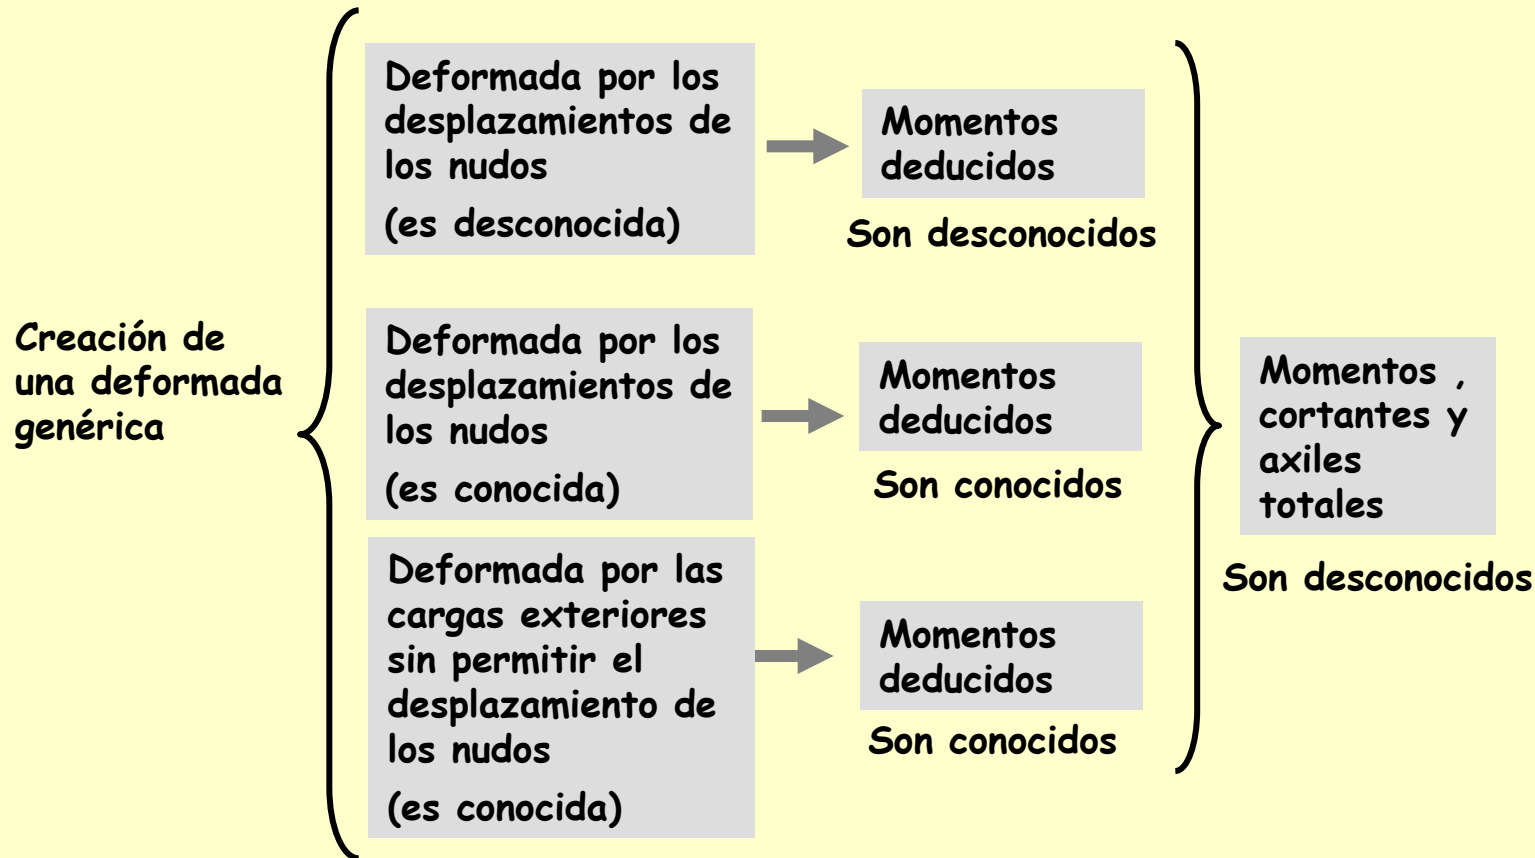 Creación de
una deformada
genérica
Deformada por los
desplazamientos de
los nudos
(es desconocida)
Momentos
deducidos
Son desconocidos
Deformada por los
desplazamientos de
los nudos
(es conocida)
Momentos
deducidos
Son conocidos
Deformada por las
cargas exteriores
sin permitir el
desplazamiento de
los nudos
(es conocida)
Momentos
deducidos
Son conocidos
Momentos ,
cortantes y
axiles
totales
Son desconocidos